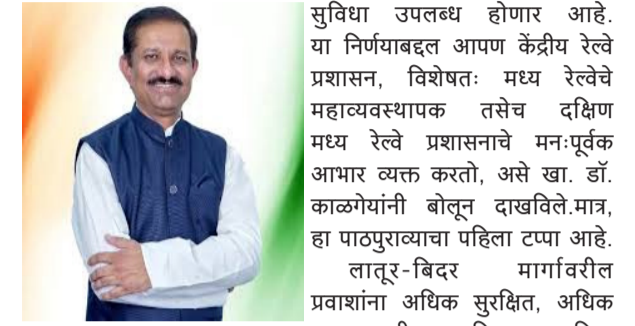 सुविधा उपलब्ध होणार आहे.
या निर्णयाबद्दल आपण केंद्रीय रेल्वे
प्रशासन, विशेषतः मध्य रेल्वेचे
महाव्यवस्थापक तसेच दक्षिण
मध्य रेल्वे प्रशासनाचे मनःपूर्वक
आभार व्यक्त करतो, असे खा. डॉ.
काळगेयांनी बोलून दाखविले.मात्र,
हा पाठपुराव्याचा पहिला टप्पा आहे.
लातूर-बिदर मार्गावरील
प्रवाशांना अधिक सुरक्षित, अधिक